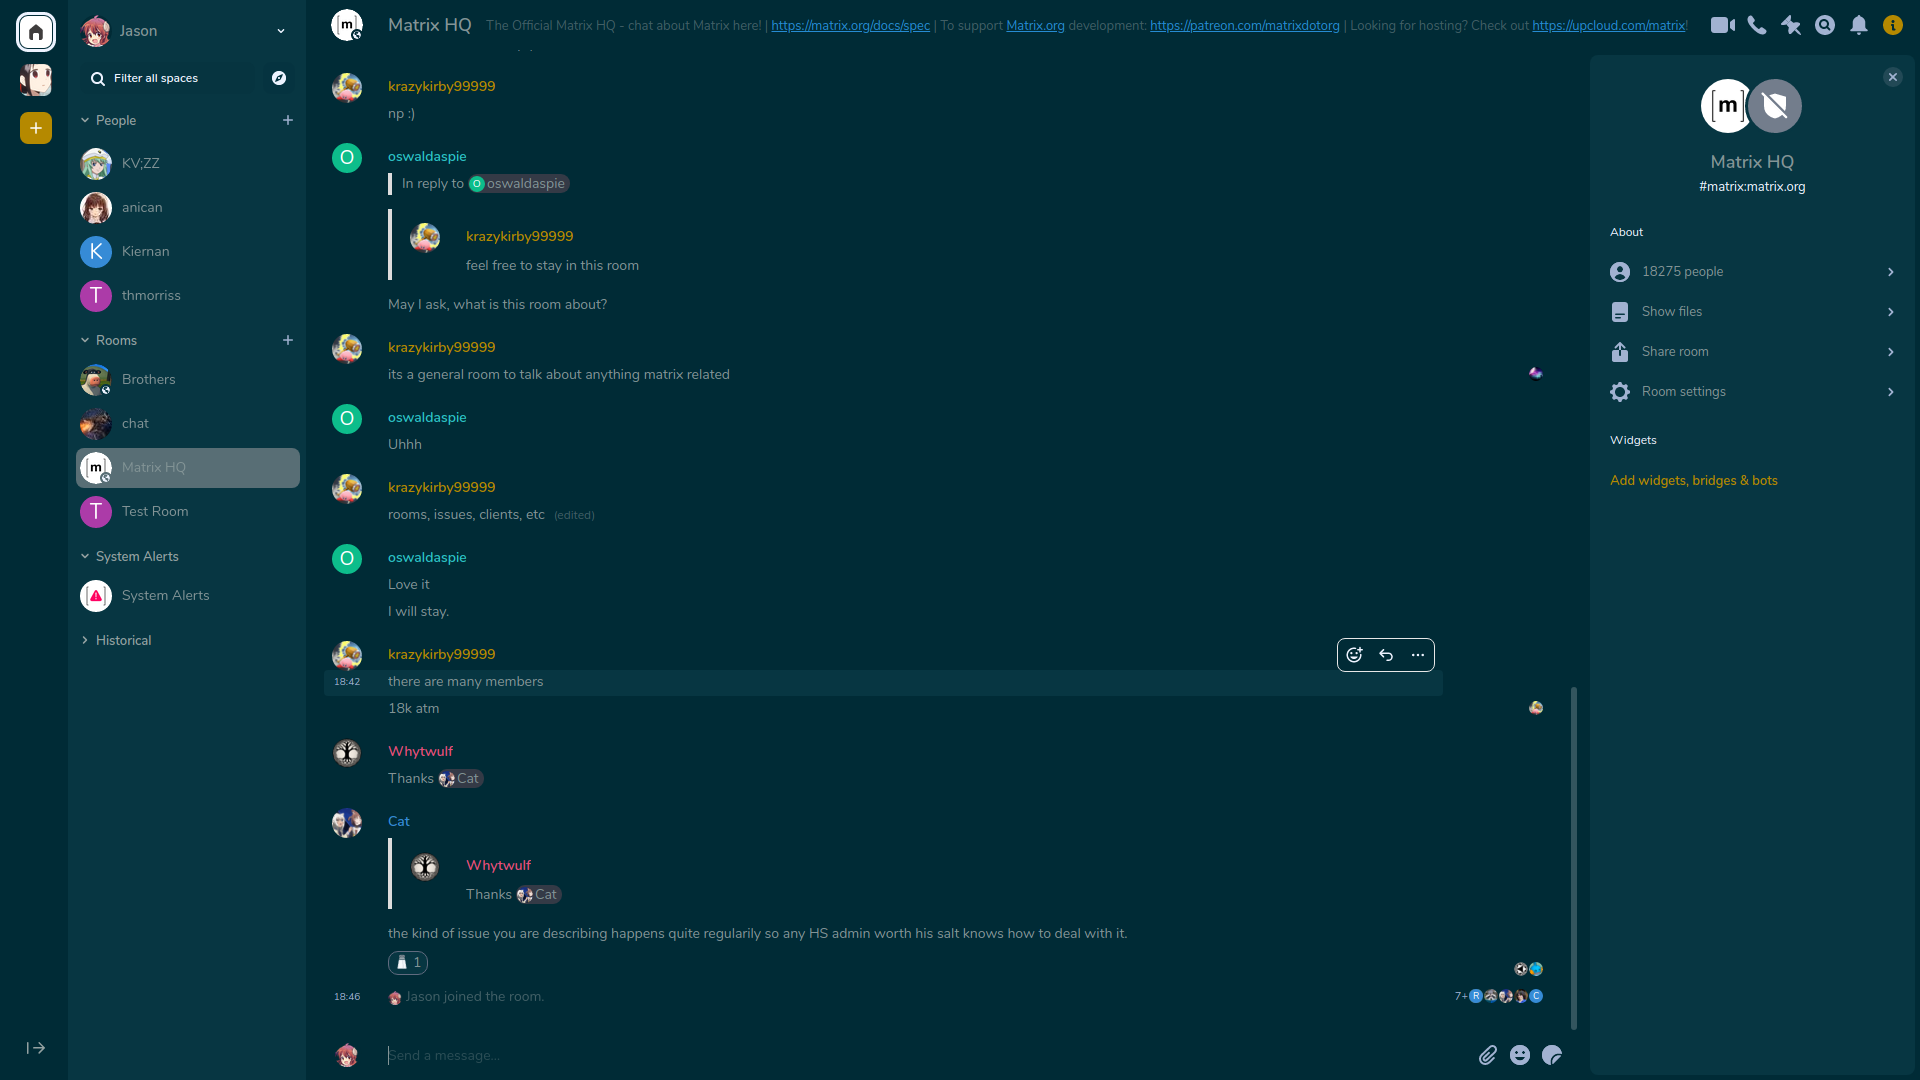 Jason
Filter all spaces
People
KV;ZZ
anican
K Kiernan
T thmorriss
Rooms
Brothers
chat
[m] Matrix HQ
T Test Room
System Alerts
System Alerts
Historical
[m] Matrix HQ The Official Matrix HQ - chat about Matrix here! | https://matrix.org/docs/spec | To support Matrix.org development: https://patreon.com/matrixdotorg | Looking for hosting? Check out https://upcloud.com/matrix!
krazykirby99999
np :)
O oswaldaspie
In reply to O oswaldaspie
krazykirby99999
feel free to stay in this room
May I ask, what is this room about?
krazykirby99999
its a general room to talk about anything matrix related
O oswaldaspie
Uhhh
krazykirby99999
rooms, issues, clients, etc (edited)
O oswaldaspie
Love it
I will stay.
krazykirby99999
18:42 there are many members
18k atm
Whytwulf
Thanks Cat
Cat
Whytwulf
Thanks Cat
the kind of issue you are describing happens quite regularily so any HS admin worth his salt knows how to deal with it.
1
18:46 Jason joined the room. 7+ R C
Send a message...
[m]
Matrix HQ
#matrix:matrix.org
About
18275 people
Show files
Share room
Room settings
Widgets
Add widgets, bridges & bots